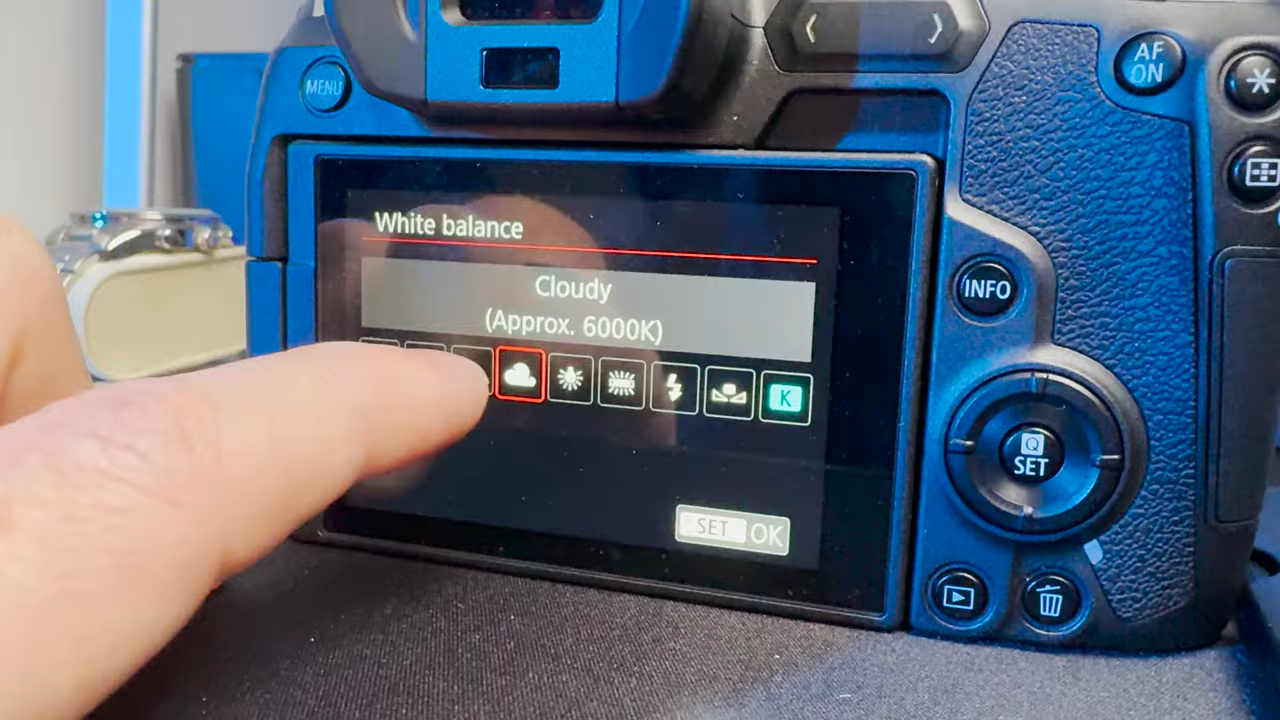 MENU
AF
ON
White balance
Cloudy
(Approx. 6000K)
K
INFO
Q
SET
SET OK